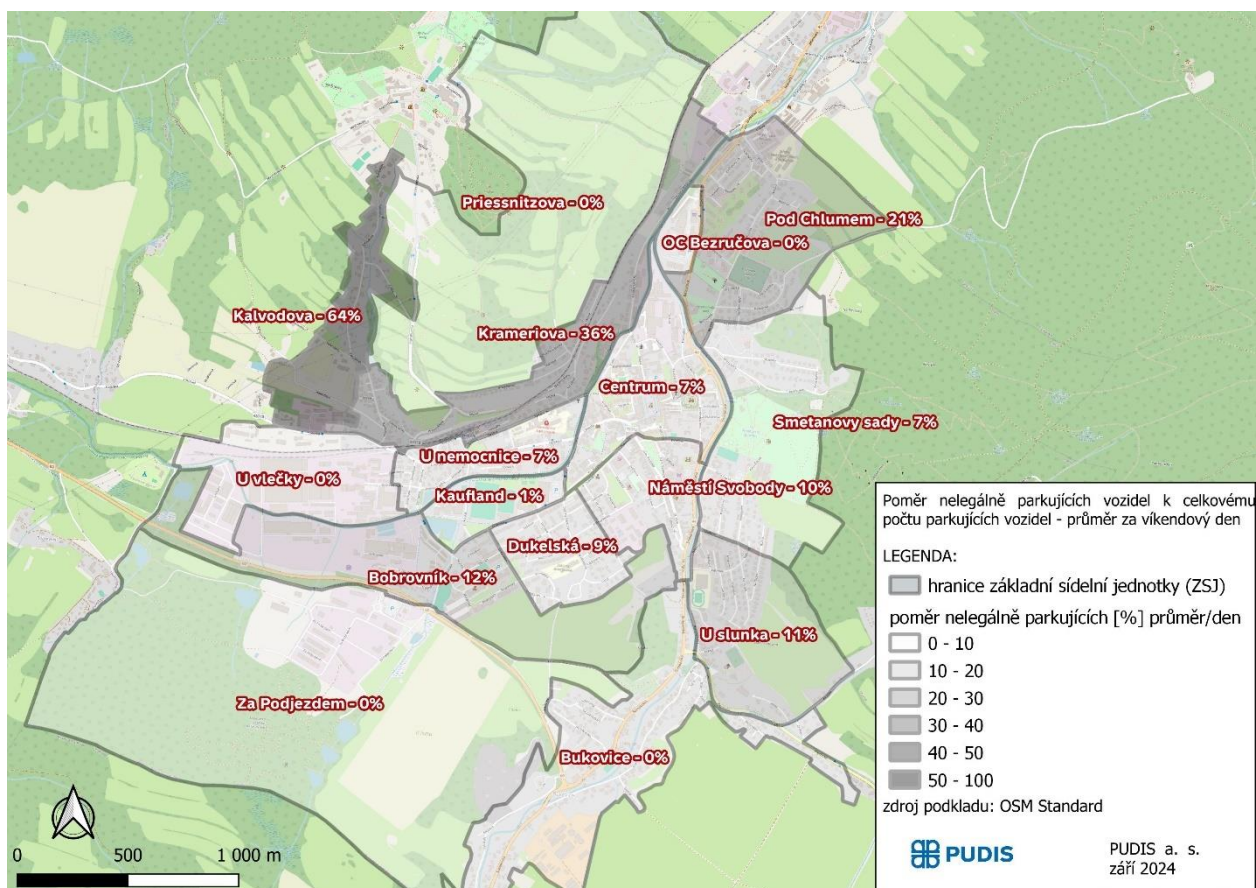 Priessnitzova - 0%
Pod Chlumem - 21%
OC Bezručova - 0%
Kalvodova - 64%
Krameriova - 36%
Centrum - 7%
Smetanovy sady - 7%
U nemocnice - 7%
U vlečky - 0%
Kaufland - 1%
Náměstí Svobody - 10%
Dukelská - 9%
Bobrovník - 12%
U slunka - 11%
Za Podjezdem - 0%
Bukovice - 0%
Poměr nelegálně parkujících vozidel k celkovému
počtu parkujících vozidel - průměr za víkendový den
LEGENDA:
hranice základní sídelní jednotky (ZSJ)
poměr nelegálně parkujících [%] průměr/den
0 - 10
10 - 20
20 - 30
30 - 40
40 - 50
50 - 100
zdroj podkladu: OSM Standard
PUDIS
PUDIS a. s.
září 2024
0 500 1 000 m